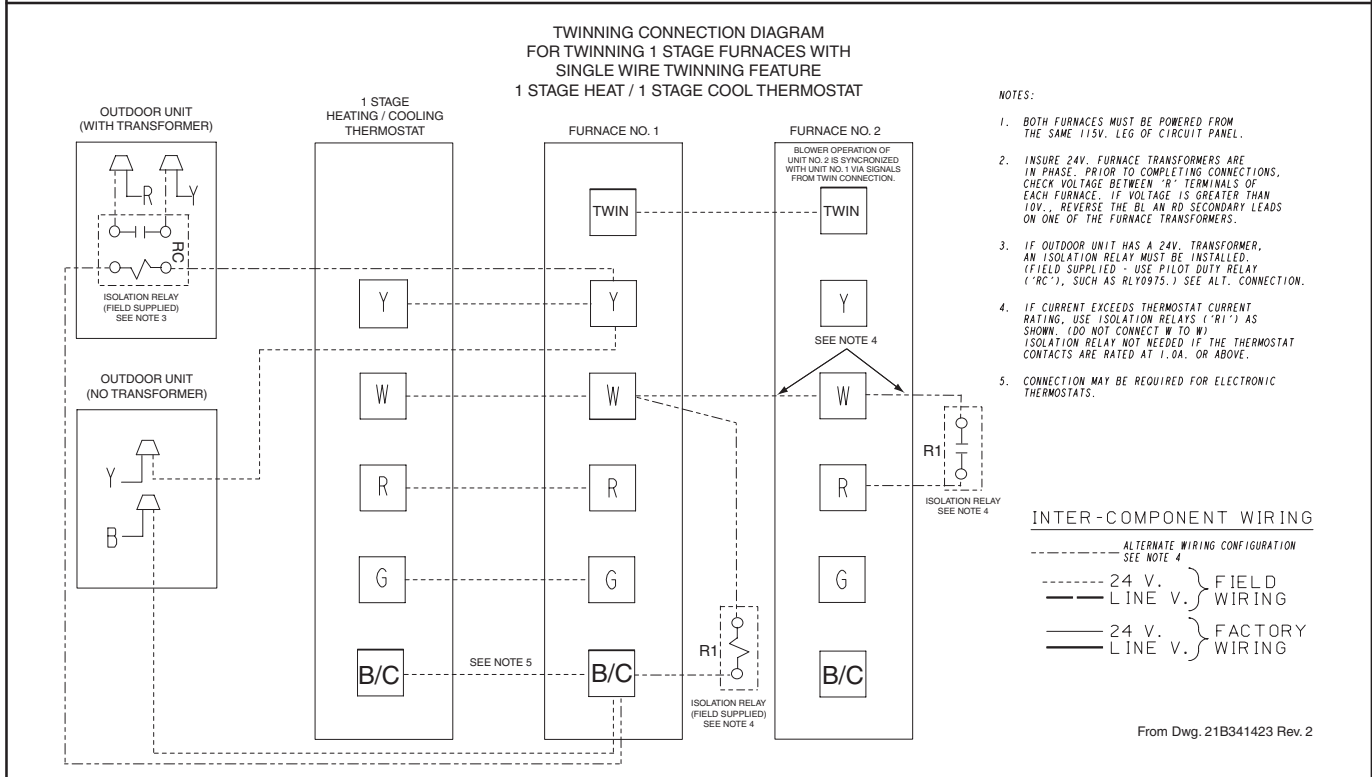 TWINNING CONNECTION DIAGRAM
FOR TWINNING 1 STAGE FURNACES WITH
SINGLE WIRE TWINNING FEATURE
1 STAGE HEAT / 1 STAGE COOL THERMOSTAT
OUTDOOR UNIT
(WITH TRANSFORMER)
R
Y
RC
ISOLATION RELAY
(FIELD SUPPLIED)
SEE NOTE 3
OUTDOOR UNIT
(NO TRANSFORMER)
Y
B
1 STAGE
HEATING / COOLING
THERMOSTAT
Y
W
R
G
B/C
SEE NOTE 5
FURNACE NO. 1
TWIN
Y
W
R
G
B/C
R1
ISOLATION RELAY
(FIELD SUPPLIED)
SEE NOTE 4
FURNACE NO. 2
BLOWER OPERATION OF
UNIT NO. 2 IS SYNCRONIZED
WITH UNIT NO. 1 VIA SIGNALS
FROM TWIN CONNECTION.
TWIN
Y
SEE NOTE 4
W
R
G
B/C
R1
ISOLATION RELAY
SEE NOTE 4
NOTES:
1. BOTH FURNACES MUST BE POWERED FROM
THE SAME 115V. LEG OF CIRCUIT PANEL.
2. INSURE 24V. FURNACE TRANSFORMERS ARE
IN PHASE. PRIOR TO COMPLETING CONNECTIONS,
CHECK VOLTAGE BETWEEN 'R' TERMINALS OF
EACH FURNACE. IF VOLTAGE IS GREATER THAN
10V., REVERSE THE BL AN RD SECONDARY LEADS
ON ONE OF THE FURNACE TRANSFORMERS.
3. IF OUTDOOR UNIT HAS A 24V. TRANSFORMER,
AN ISOLATION RELAY MUST BE INSTALLED.
(FIELD SUPPLIED - USE PILOT DUTY RELAY
('RC'), SUCH AS RLY0975.) SEE ALT. CONNECTION.
4. IF CURRENT EXCEEDS THERMOSTAT CURRENT
RATING, USE ISOLATION RELAYS ('R1') AS
SHOWN. (DO NOT CONNECT W TO W)
ISOLATION RELAY NOT NEEDED IF THE THERMOSTAT
CONTACTS ARE RATED AT 1.0A. OR ABOVE.
5. CONNECTION MAY BE REQUIRED FOR ELECTRONIC
THERMOSTATS.
INTER-COMPONENT WIRING
ALTERNATE WIRING CONFIGURATION
SEE NOTE 4
24 V. FIELD
LINE V. WIRING
24 V. FACTORY
LINE V. WIRING
From Dwg. 21B341423 Rev. 2